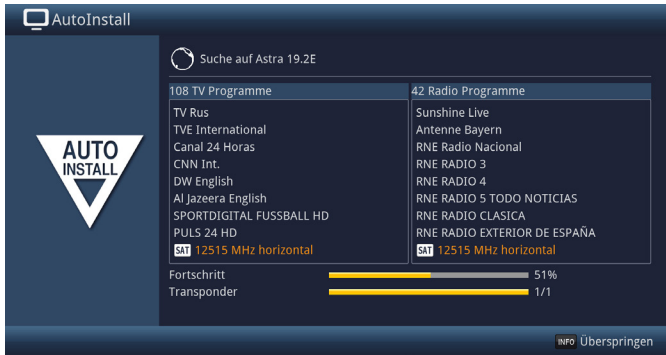 AutoInstall
Suche auf Astra 19.2E
AUTO
INSTALL
108 TV Programme
TV Rus
TVE International
Canal 24 Horas
CNN Int.
DW English
Al Jazeera English
SPORTDIGITAL FUSSBALL HD
PULS 24 HD
SAT 12515 MHz horizontal
42 Radio Programme
Sunshine Live
Antenne Bayern
RNE Radio Nacional
RNE RADIO 3
RNE RADIO 4
RNE RADIO 5 TODO NOTICIAS
RNE RADIO CLASICA
RNE RADIO EXTERIOR DE ESPAÑA
SAT 12515 MHz horizontal
Fortschritt 51%
Transponder 1/1
INFO Überspringen